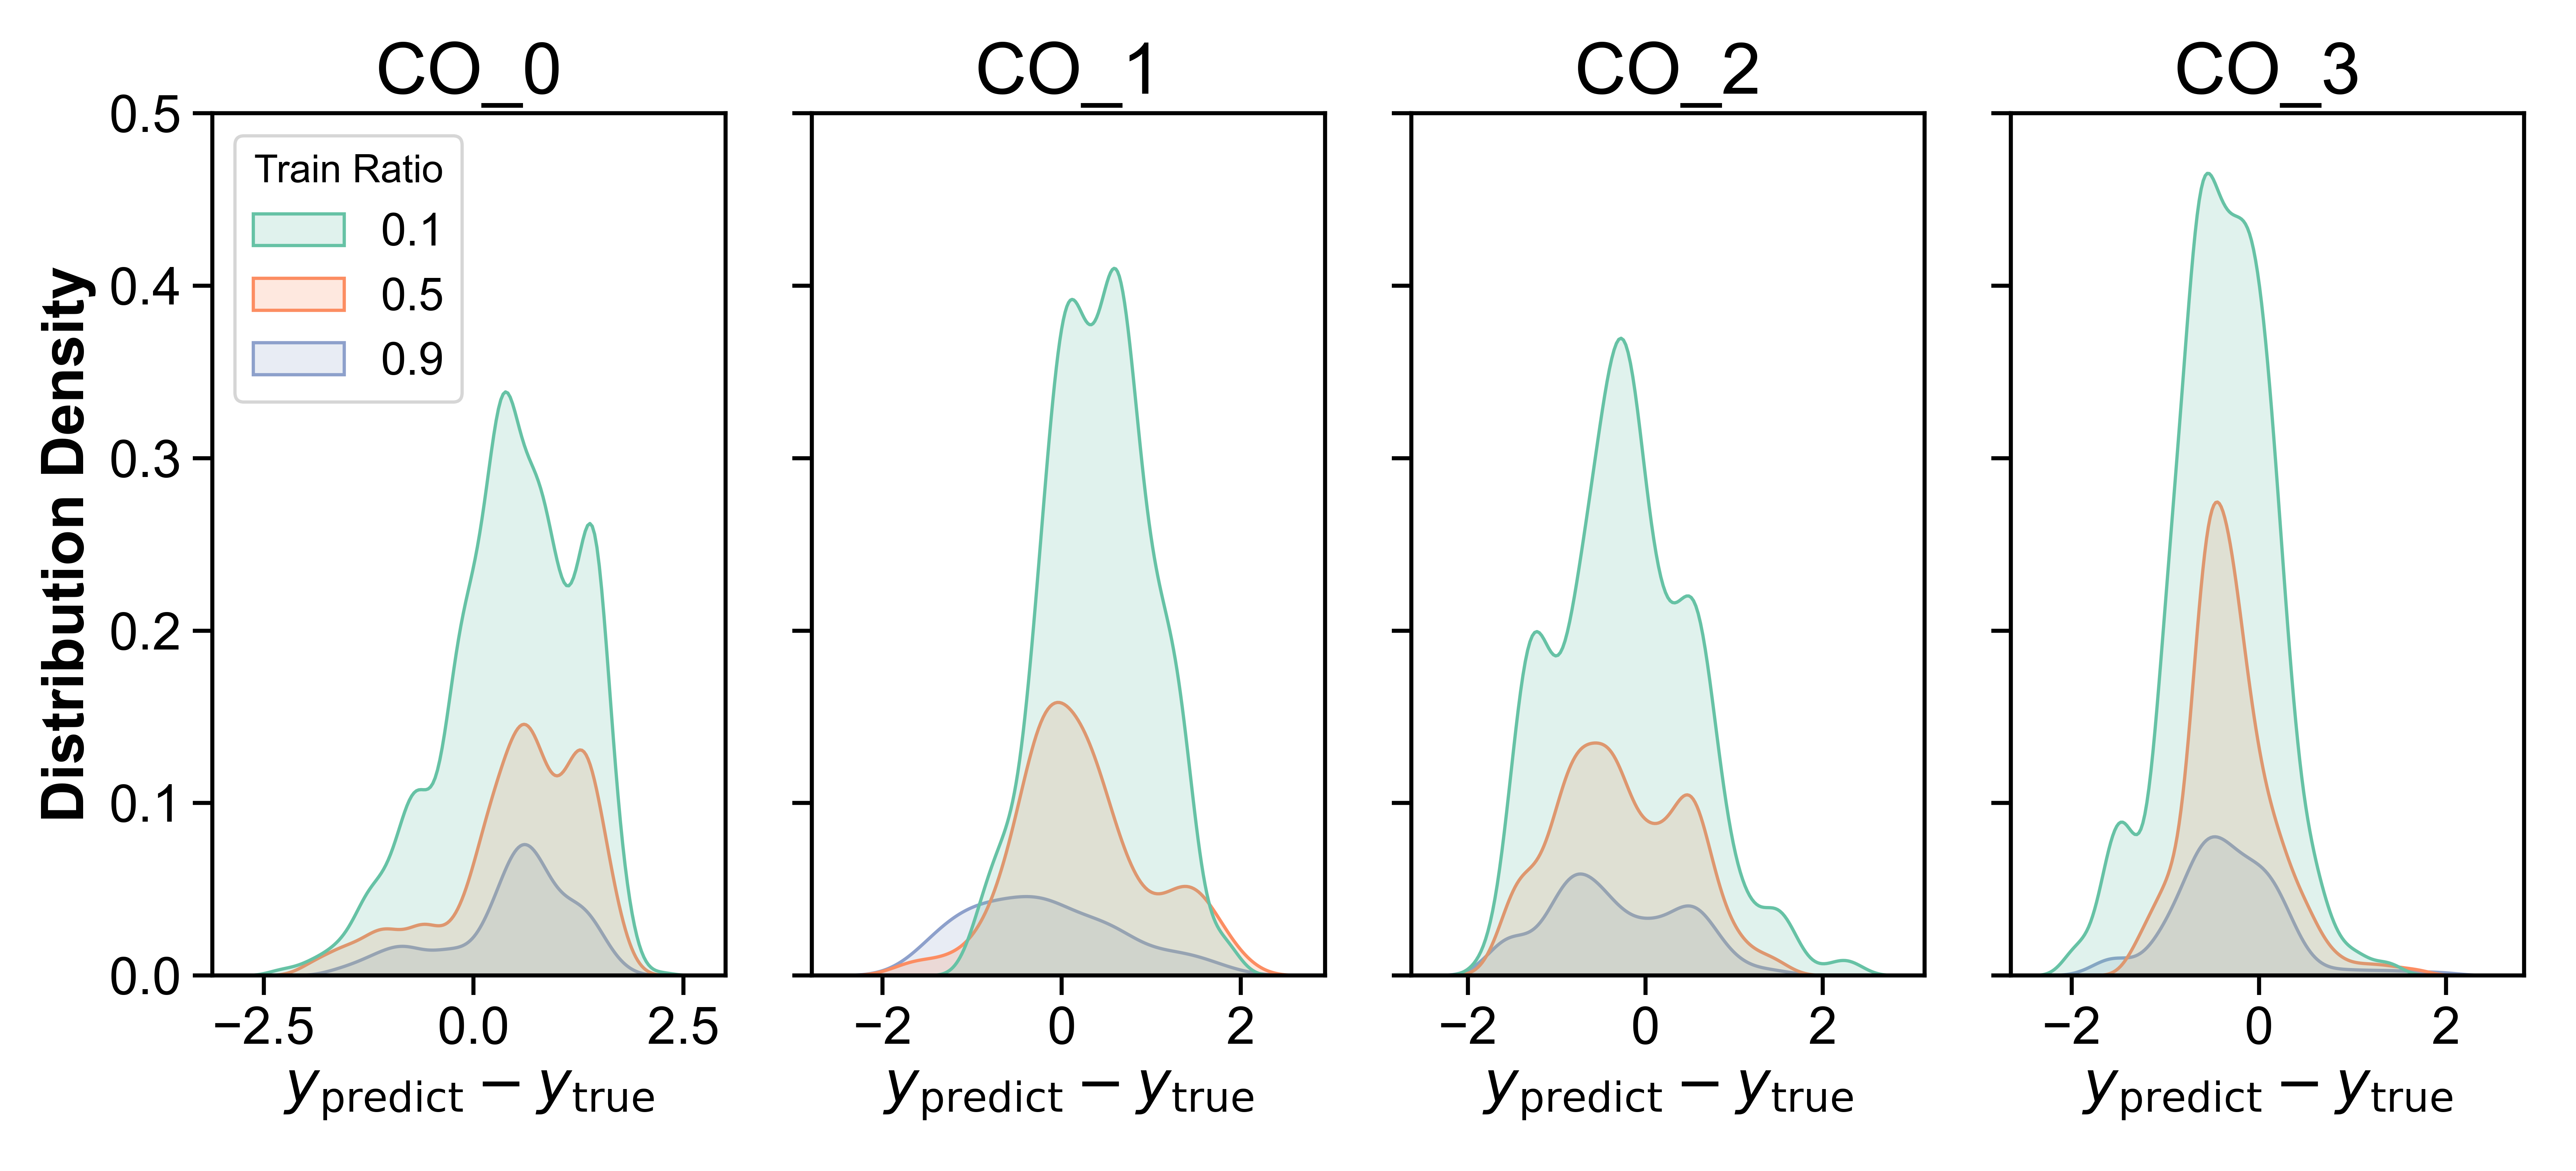 CO_0
CO_1
CO_2
CO_3
Distribution Density
0.5
0.4
0.3
0.2
0.1
0.0
Train Ratio
0.1
0.5
0.9
−2.5 0.0 2.5
−2 0 2
−2 0 2
−2 0 2
ypredict − ytrue
ypredict − ytrue
ypredict − ytrue
ypredict − ytrue